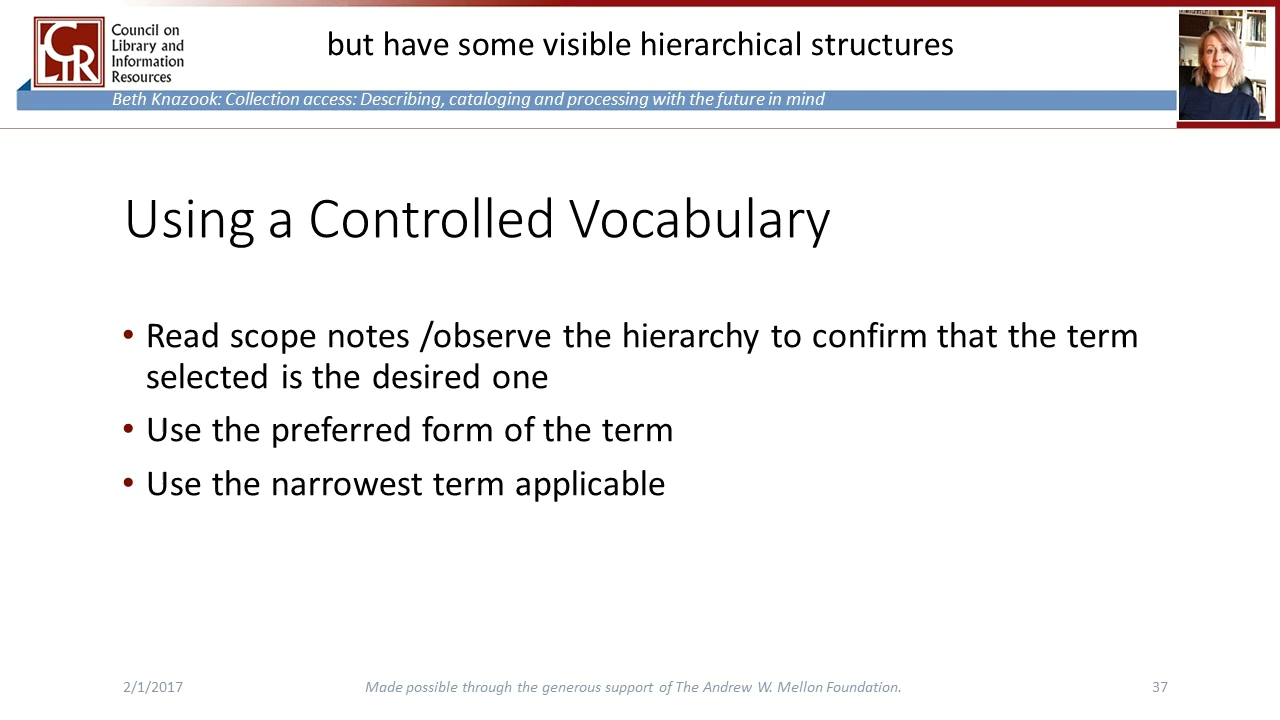 CLIR
Council on
Library and
Information
Resources
but have some visible hierarchical structures
Beth Knazook: Collection access: Describing, cataloging and processing with the future in mind
Using a Controlled Vocabulary
• Read scope notes /observe the hierarchy to confirm that the term
selected is the desired one
• Use the preferred form of the term
• Use the narrowest term applicable
2/1/2017
Made possible through the generous support of The Andrew W. Mellon Foundation.
37